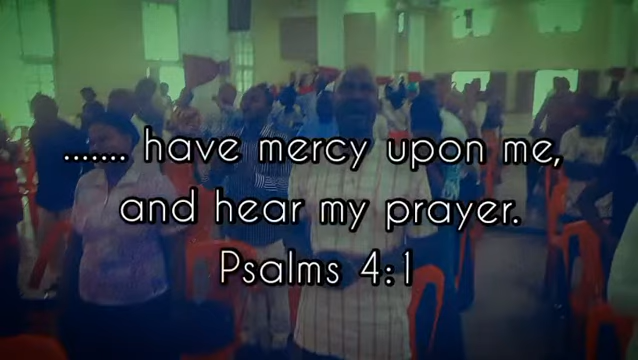 ....... have mercy upon me,
and hear my prayer.
Psalms 4:1